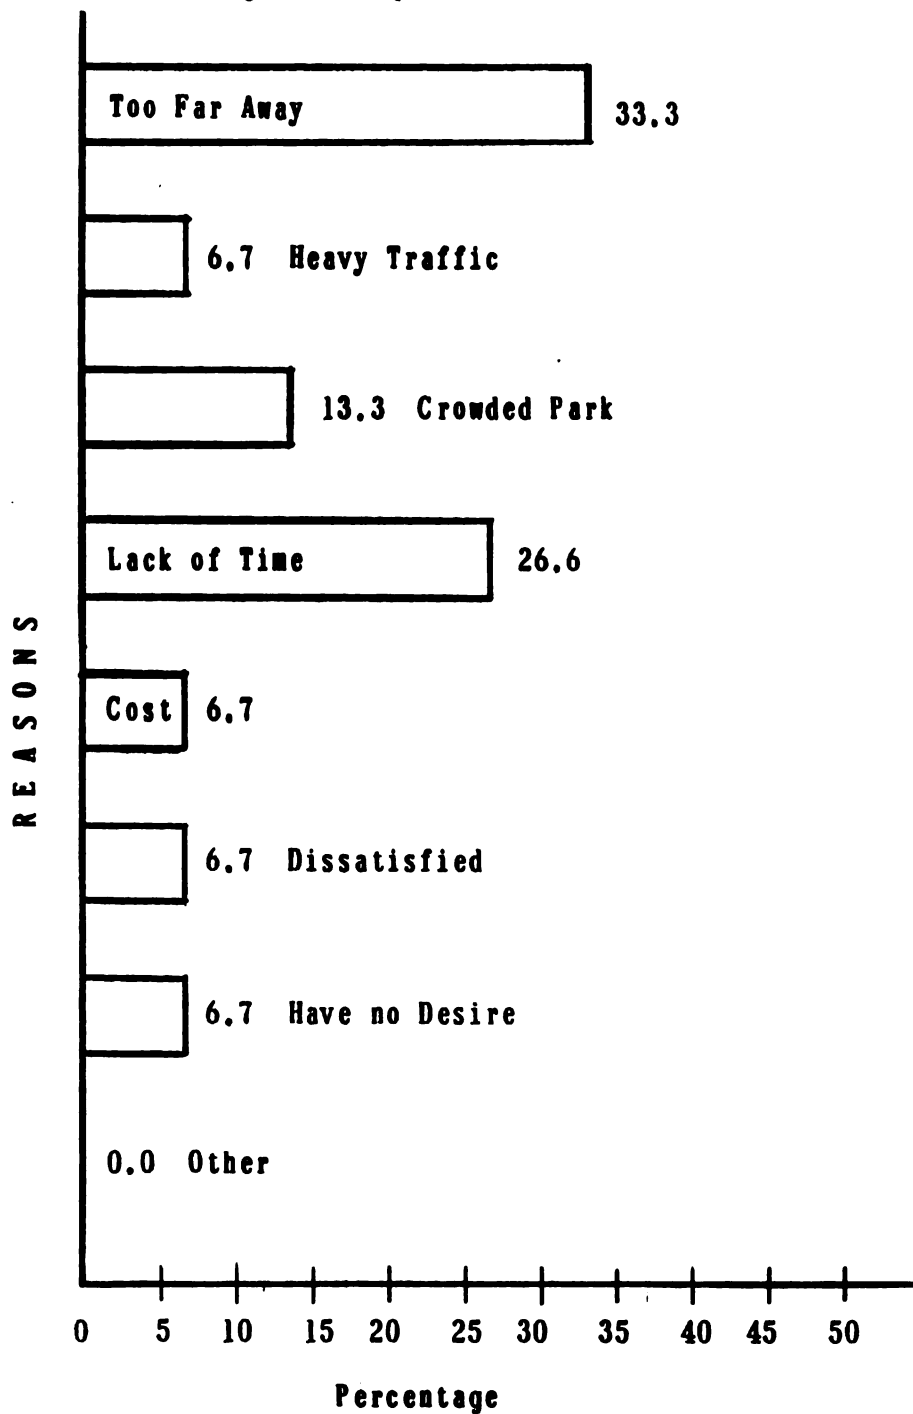 Too Far Away 33.3
6.7 Heavy Traffic
13.3 Crowded Park
Lack of Time 26.6
Cost 6.7
6.7 Dissatisfied
6.7 Have no Desire
0.0 Other
REASONS
0 5 10 15 20 25 30 35 40 45 50
Percentage